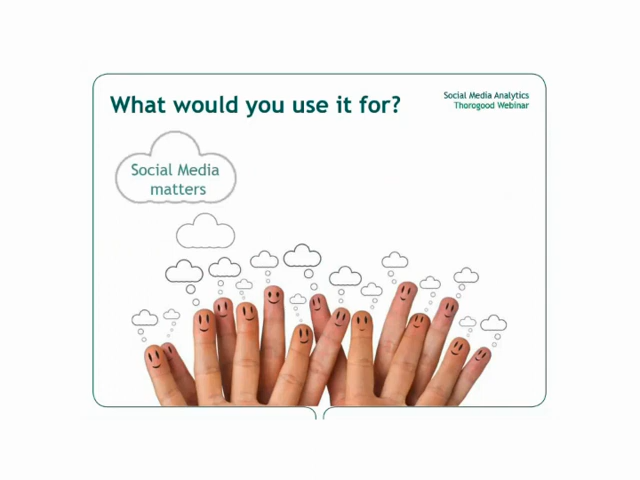 What would you use it for?
Social Media Analytics
Thorogood Webinar
Social Media
matters